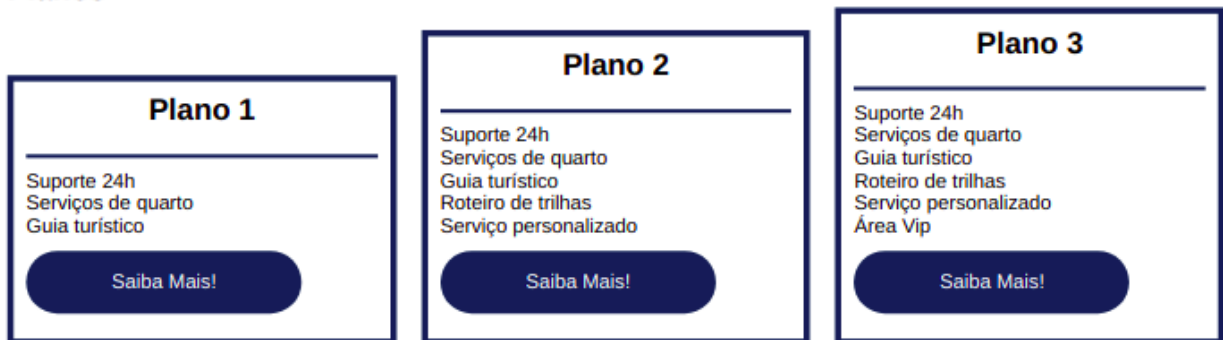 Plano 1
Suporte 24h
Serviços de quarto
Guia turístico
Saiba Mais!
Plano 2
Suporte 24h
Serviços de quarto
Guia turístico
Roteiro de trilhas
Serviço personalizado
Saiba Mais!
Plano 3
Suporte 24h
Serviços de quarto
Guia turístico
Roteiro de trilhas
Serviço personalizado
Área Vip
Saiba Mais!